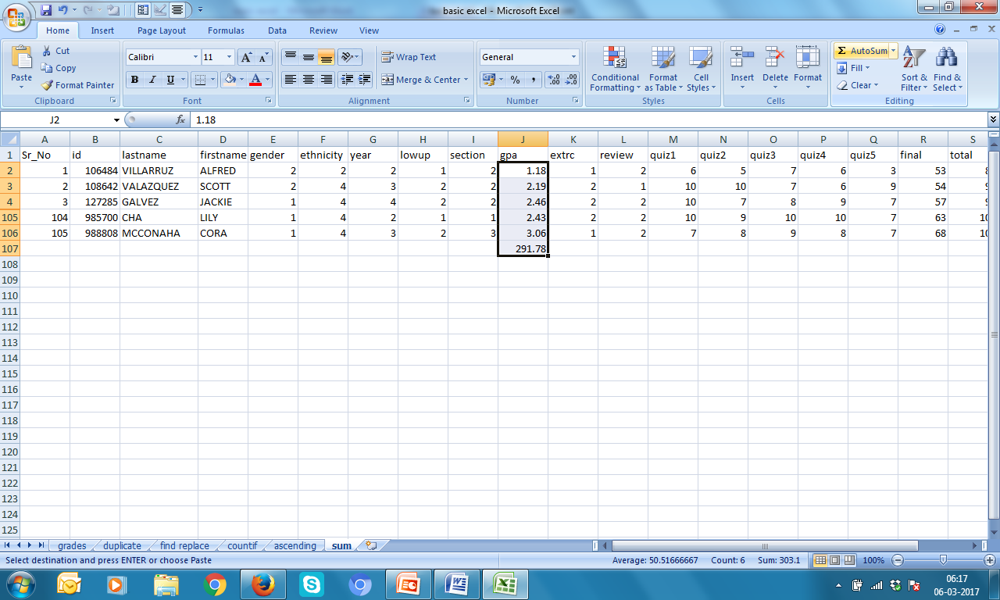 basic excel - Microsoft Excel
Home Insert Page Layout Formulas Data Review View
Paste
Cut
Copy
Format Painter
Clipboard
Calibri 11
B I U
Font
Wrap Text
Merge & Center
Alignment
General
Number
Conditional Formatting
Format as Table
Cell Styles
Styles
Insert Delete Format
Cells
Σ AutoSum
Fill
Clear
Sort & Filter
Find & Select
Editing
J2 fx 1.18
A B C D E F G H I J K L M N O P Q R S
1 Sr_No id lastname firstname gender ethnicity year lowup section gpa extrc review quiz1 quiz2 quiz3 quiz4 quiz5 final total
2 1 106484 VILLARRUZ ALFRED 2 2 2 1 2 1.18 1 2 6 5 7 6 3 53
3 2 108642 VALAZQUEZ SCOTT 2 4 3 2 2 2.19 2 1 10 10 7 6 9 54
4 3 127285 GALVEZ JACKIE 1 4 4 2 2 2.46 2 2 10 7 8 9 7 57
105 104 985700 CHA LILY 1 4 2 1 1 2.43 2 2 10 9 10 10 7 63 10
106 105 988808 MCCONAHA CORA 1 4 3 2 3 3.06 1 2 7 8 9 8 7 68 10
107 291.78
108
109
110
111
112
113
114
115
116
117
118
119
120
121
122
123
124
125
grades duplicate find replace countif ascending sum
Select destination and press ENTER or choose Paste Average: 50.51666667 Count: 6 Sum: 303.1 100%
06:17
06-03-2017